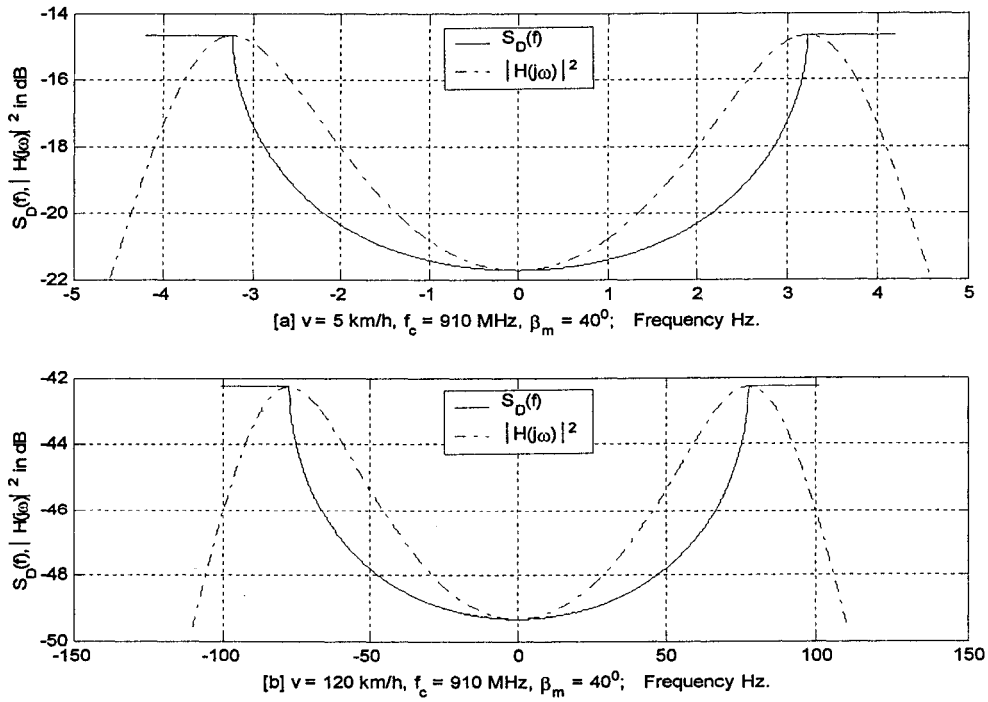 -14
-16
-18
-20
-22
S_D(f), | H(jω) | ² in dB
S_D(f)
| H(jω) | ²
-5 -4 -3 -2 -1 0 1 2 3 4 5
[a] v = 5 km/h, f_c = 910 MHz, β_m = 40⁰; Frequency Hz.
-42
-44
-46
-48
-50
S_D(f), | H(jω) | ² in dB
S_D(f)
| H(jω) | ²
-150 -100 -50 0 50 100 150
[b] v = 120 km/h, f_c = 910 MHz, β_m = 40⁰; Frequency Hz.